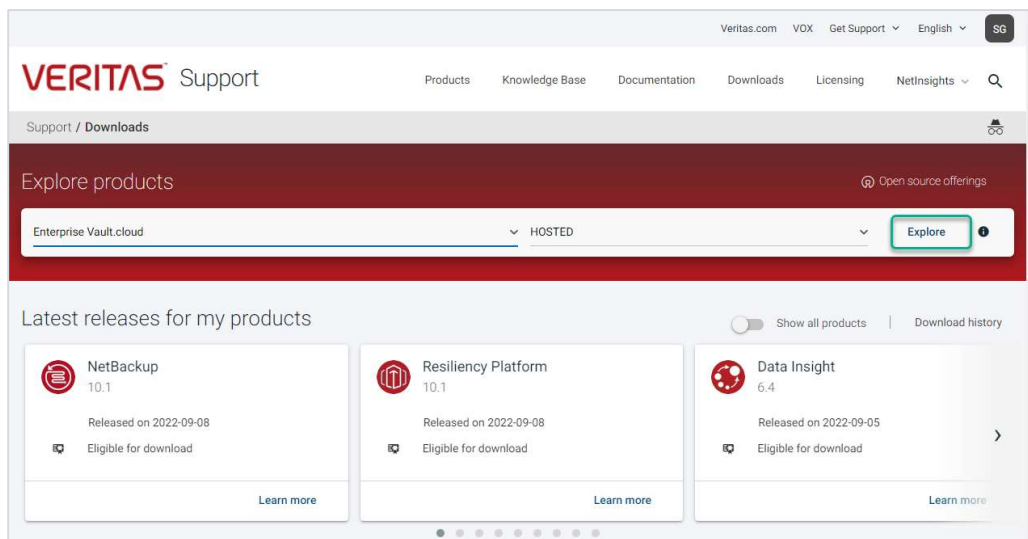 Veritas.com VOX Get Support English SG
VERITAS Support Products Knowledge Base Documentation Downloads Licensing NetInsights
Support / Downloads
Explore products Open source offerings
Enterprise Vault.cloud HOSTED Explore
Latest releases for my products Show all products | Download history
NetBackup Resiliency Platform Data Insight
10.1 10.1 6.4
Released on 2022-09-08 Released on 2022-09-08 Released on 2022-09-05
Eligible for download Eligible for download Eligible for download
Learn more Learn more Learn more